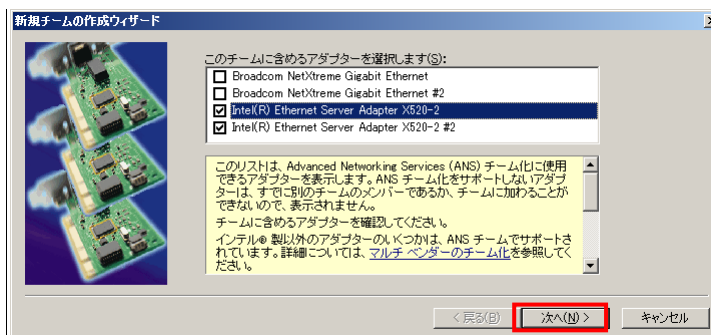 新規チームの作成ウィザード
このチームに含めるアダプターを選択します(S):
Broadcom NetXtreme Gigabit Ethernet
Broadcom NetXtreme Gigabit Ethernet #2
Intel(R) Ethernet Server Adapter X520-2
Intel(R) Ethernet Server Adapter X520-2 #2
このリストは、Advanced Networking Services (ANS) チーム化に使用
できるアダプターを表示します。ANS チーム化をサポートしないアダプ
ターは、すでに別のチームのメンバーであるか、チームに加わることが
できないので、表示されません。
チームに含めるアダプターを確認してください。
インテル® 製以外のアダプターのいくつかは、ANS チームでサポートさ
れています。詳細については、マルチ ベンダーのチーム化を参照してく
ださい。
< 戻る(B)
次へ(N) >
キャンセル